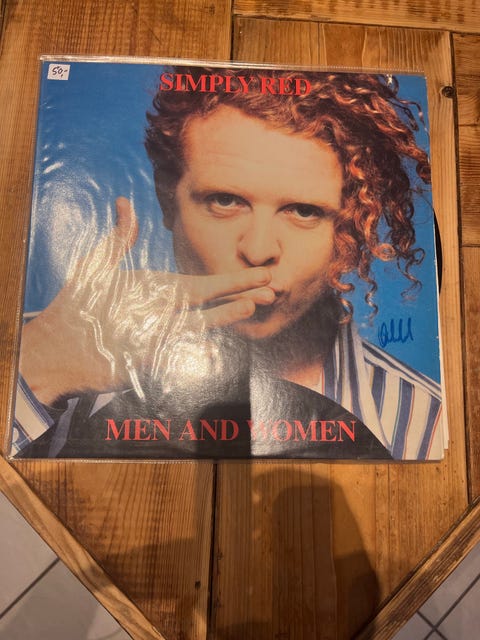 50,-
SIMPLY RED
MEN AND WOMEN